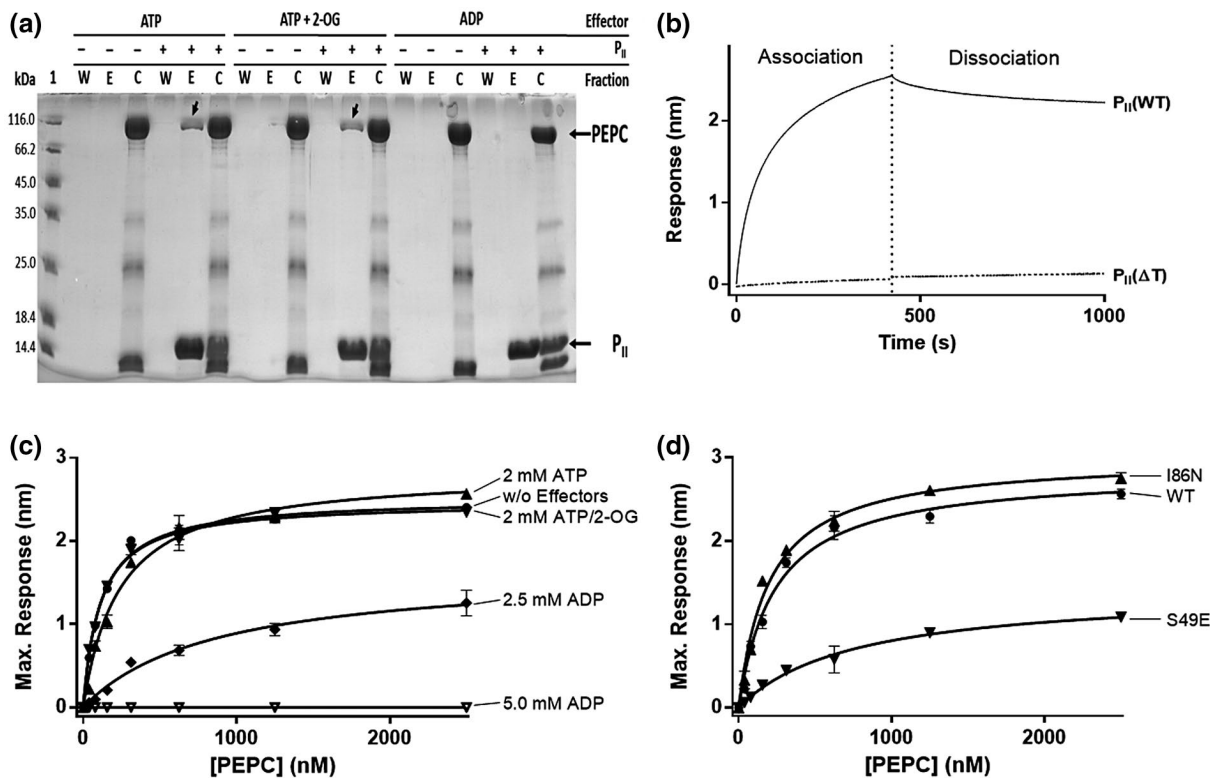 (a)
ATP ATP + 2-OG ADP Effector
– – – + + + – – – + + + – – – + + + PII
kDa 1 W E C W E C W E C W E C W E C W E C Fraction
116.0
66.2
45.0
35.0
25.0
18.4
14.4
PEPC
PII
(b)
Association Dissociation
PII(WT)
PII(ΔT)
Response (nm)
2
1
0
0 500 1000
Time (s)
(c)
Max. Response (nm)
3
2
1
0
2 mM ATP
w/o Effectors
2 mM ATP/2-OG
2.5 mM ADP
5.0 mM ADP
0 1000 2000
[PEPC] (nM)
(d)
Max. Response (nm)
3
2
1
0
I86N
WT
S49E
0 1000 2000
[PEPC] (nM)